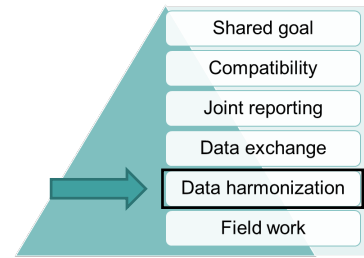 Shared goal
Compatibility
Joint reporting
Data exchange
Data harmonization
Field work